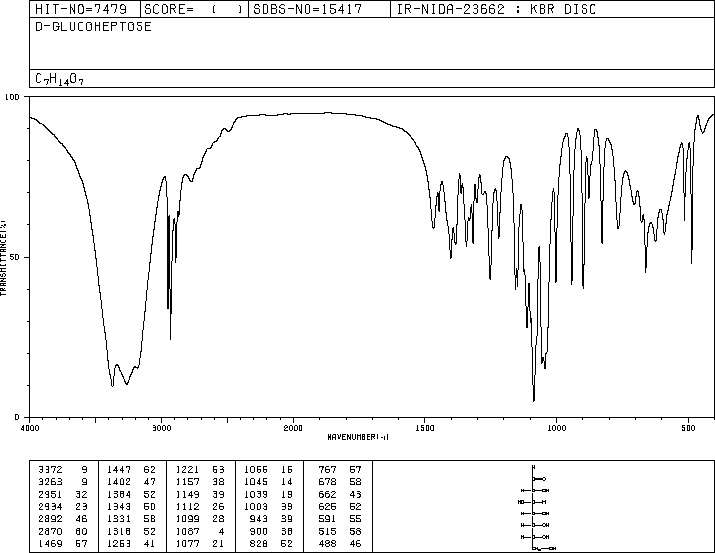 HIT-NO=7479 SCORE= ( ) SDBS-NO=15417 IR-NIDA-23662 : KBR DISC
D-GLUCOHEPTOSE
C7H14O7
100
TRANSMITTANCE(%)
50
0
4000 3000 2000 1500 1000 500
WAVENUMBER(-1)
3372 9 1447 62 1221 53 1066 16 767 57
3263 9 1402 47 1157 38 1045 14 678 58
2951 32 1384 52 1149 39 1039 19 662 43
2934 23 1343 50 1112 26 1003 39 625 52
2892 46 1331 58 1099 28 943 39 591 55
2870 60 1318 52 1087 4 900 38 515 58
1469 57 1253 41 1077 21 828 52 488 46